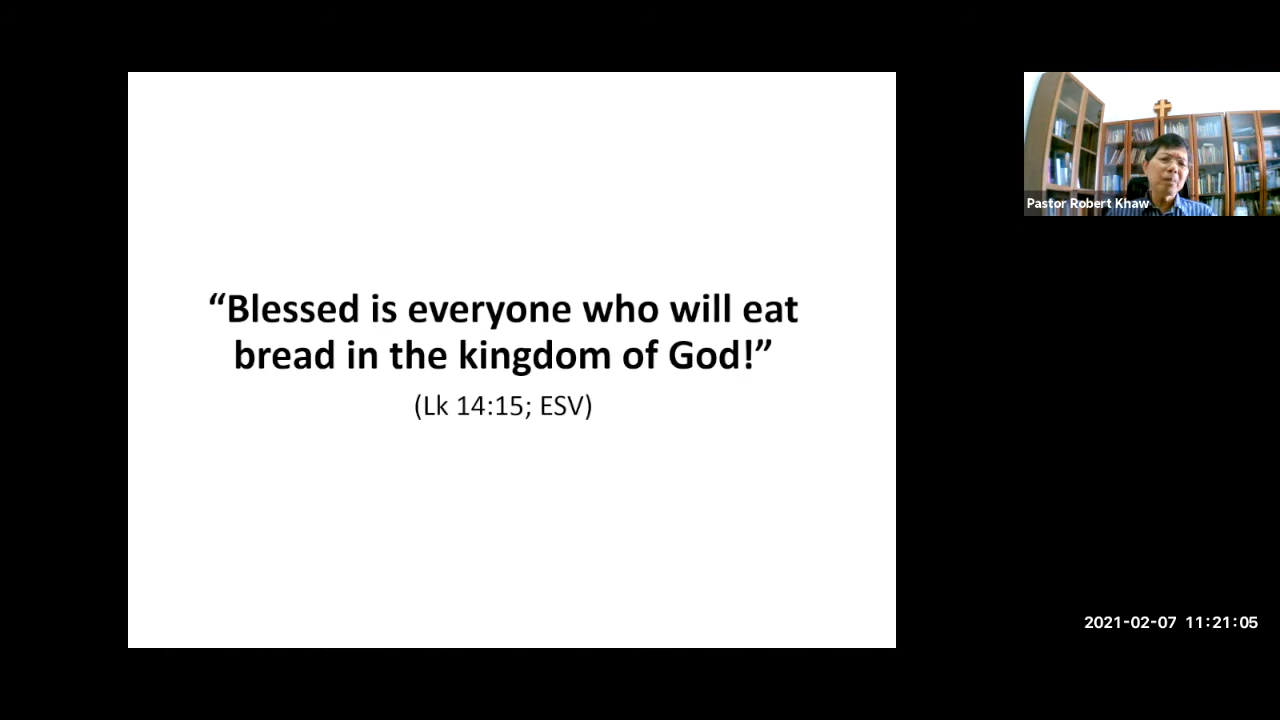 “Blessed is everyone who will eat
bread in the kingdom of God!”
(Lk 14:15; ESV)
Pastor Robert Khaw
2021-02-07 11:21:05